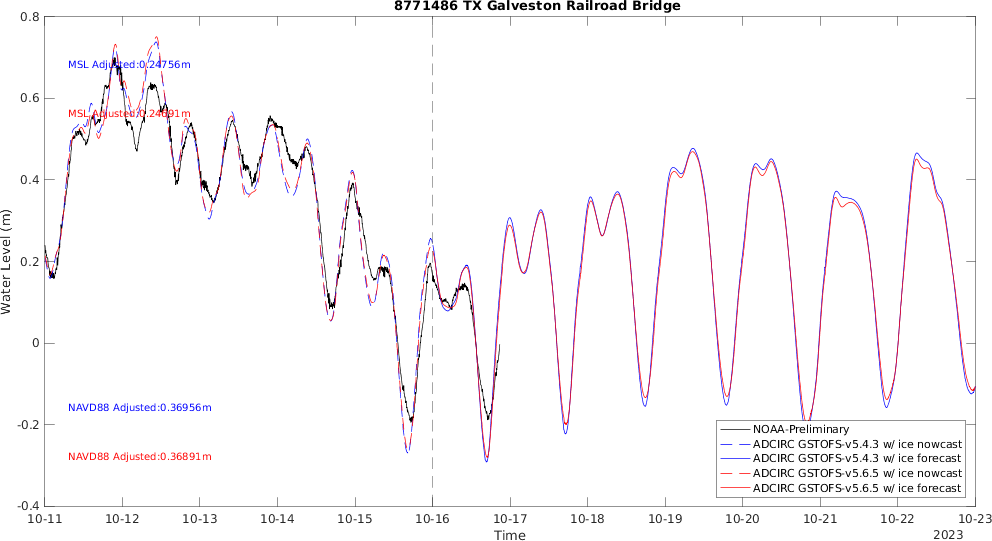 8771486 TX Galveston Railroad Bridge
0.8
0.6
0.4
0.2
0
-0.2
-0.4
Water Level (m)
MSL Adjusted:0.24756m
MSL Adjusted:0.24691m
NAVD88 Adjusted:0.36956m
NAVD88 Adjusted:0.36891m
NOAA-Preliminary
ADCIRC GSTOFS-v5.4.3 w/ ice nowcast
ADCIRC GSTOFS-v5.4.3 w/ ice forecast
ADCIRC GSTOFS-v5.6.5 w/ ice nowcast
ADCIRC GSTOFS-v5.6.5 w/ ice forecast
10-11 10-12 10-13 10-14 10-15 10-16 10-17 10-18 10-19 10-20 10-21 10-22 10-23
Time
2023